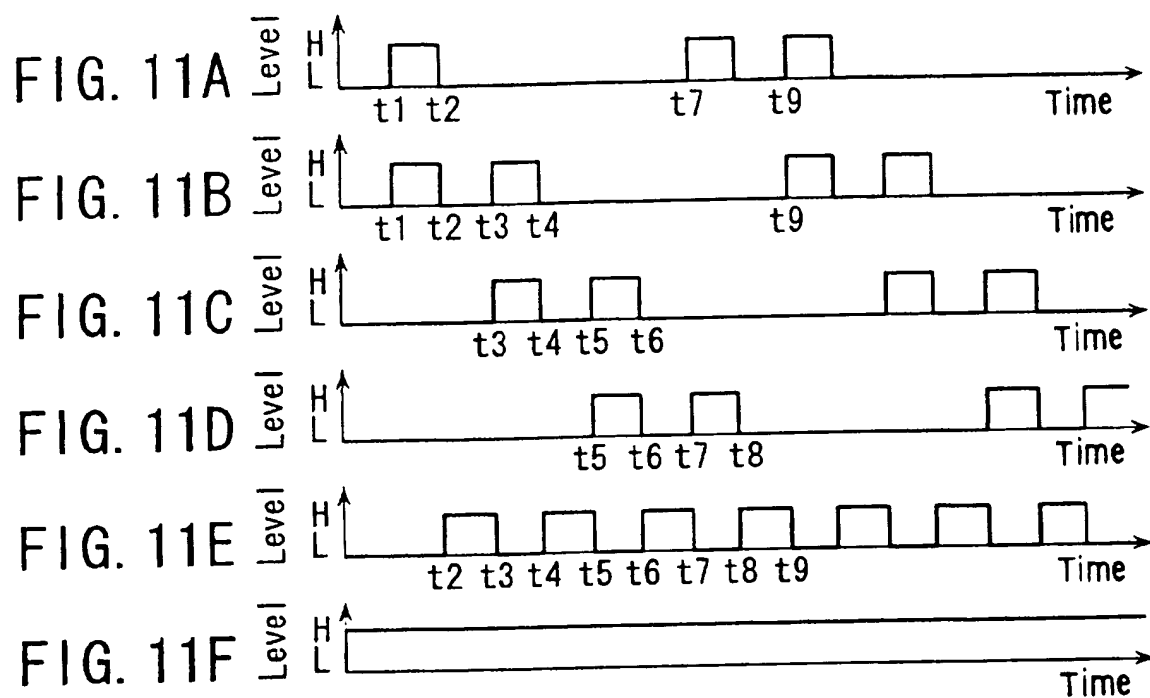 FIG. 11A Level H L t1 t2 t7 t9 Time
FIG. 11B Level H L t1 t2 t3 t4 t9 Time
FIG. 11C Level H L t3 t4 t5 t6 Time
FIG. 11D Level H L t5 t6 t7 t8 Time
FIG. 11E Level H L t2 t3 t4 t5 t6 t7 t8 t9 Time
FIG. 11F Level H L Time